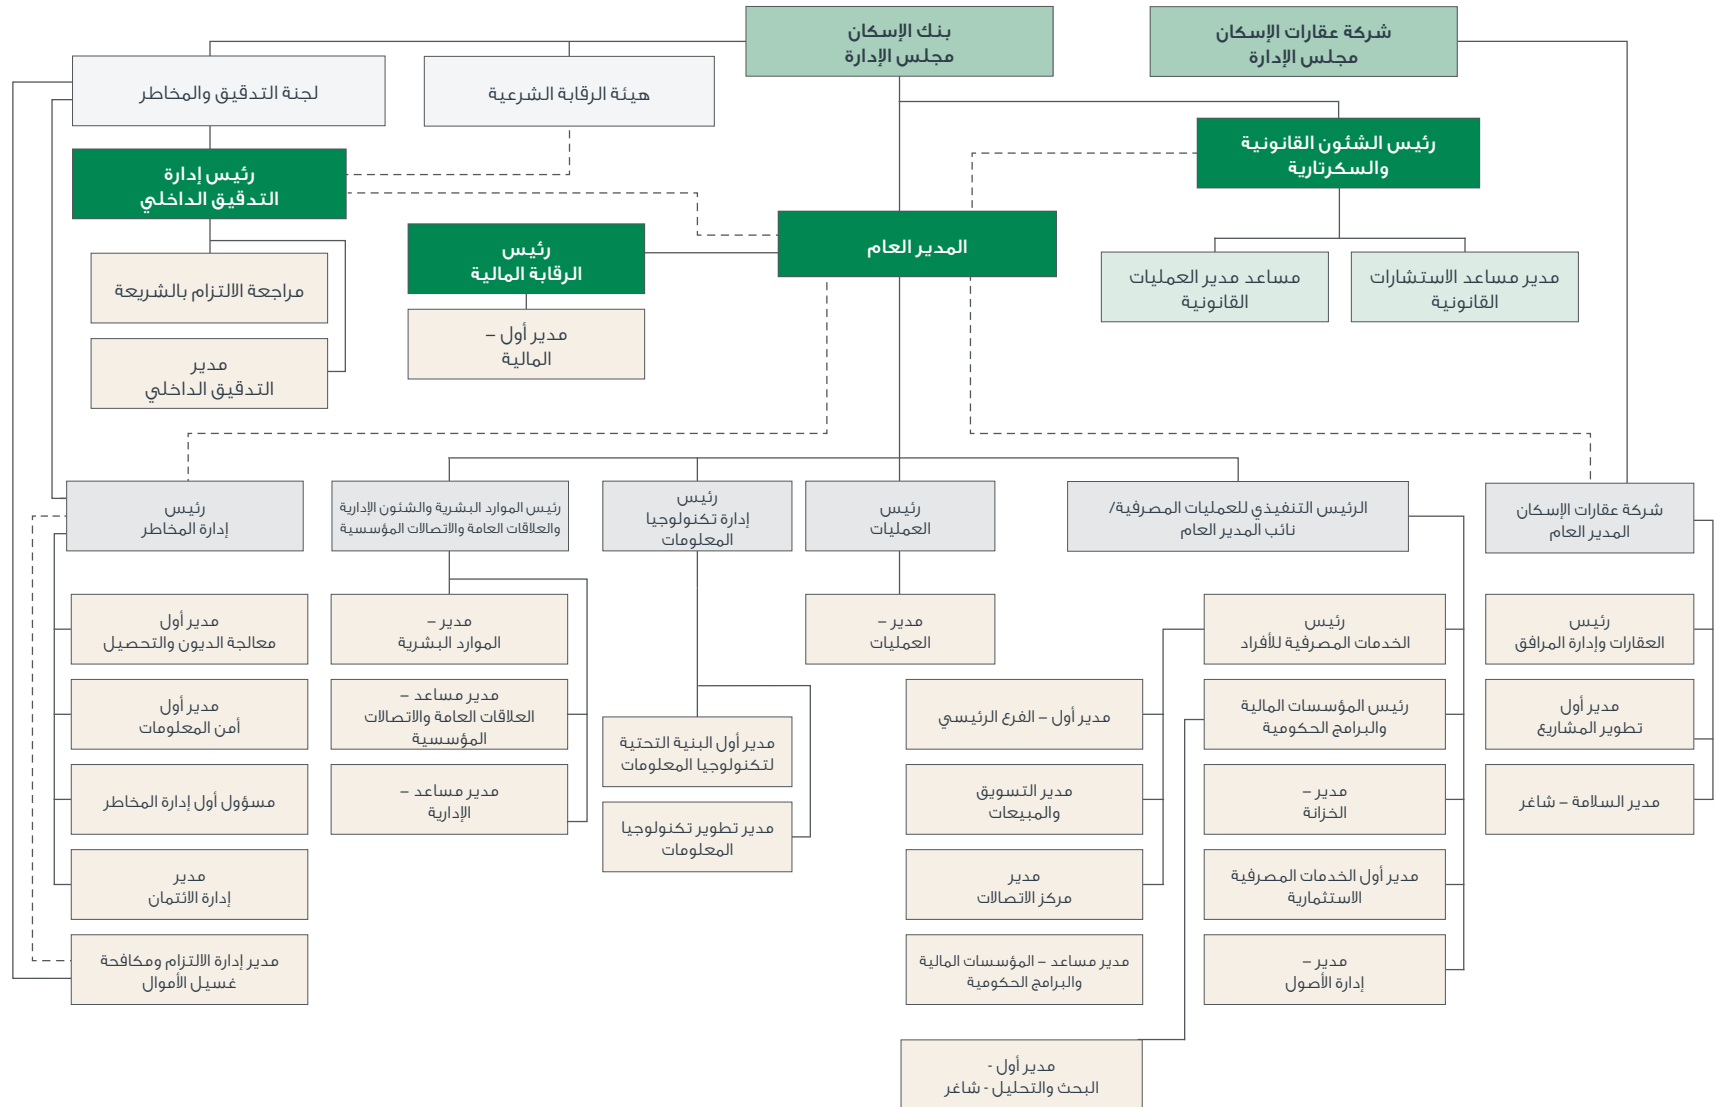 شركة عقارات الإسكان
مجلس الإدارة
بنك الإسكان
مجلس الإدارة
هيئة الرقابة الشرعية
لجنة التدقيق والمخاطر
رئيس الشئون القانونية
والسكرتارية
رئيس إدارة
التدقيق الداخلي
المدير العام
رئيس
الرقابة المالية
مدير مساعد الاستشارات
القانونية
مساعد مدير العمليات
القانونية
مدير أول –
المالية
مراجعة الالتزام بالشريعة
مدير
التدقيق الداخلي
شركة عقارات الإسكان
المدير العام
الرئيس التنفيذي للعمليات المصرفية/
نائب المدير العام
رئيس
العمليات
رئيس
إدارة تكنولوجيا
المعلومات
رئيس الموارد البشرية والشئون الإدارية
والعلاقات العامة والاتصالات المؤسسية
رئيس
إدارة المخاطر
رئيس
العقارات وإدارة المرافق
مدير أول
تطوير المشاريع
مدير السلامة – شاغر
رئيس
الخدمات المصرفية للأفراد
رئيس المؤسسات المالية
والبرامج الحكومية
مدير –
الخزانة
مدير أول الخدمات المصرفية
الاستثمارية
مدير –
إدارة الأصول
مدير أول – الفرع الرئيسي
مدير التسويق
والمبيعات
مدير
مركز الاتصالات
مدير مساعد – المؤسسات المالية
والبرامج الحكومية
مدير أول -
البحث والتحليل - شاغر
مدير –
العمليات
مدير أول البنية التحتية
لتكنولوجيا المعلومات
مدير تطوير تكنولوجيا
المعلومات
مدير –
الموارد البشرية
مدير مساعد –
العلاقات العامة والاتصالات
المؤسسية
مدير مساعد –
الإدارية
مدير أول
معالجة الديون والتحصيل
مدير أول
أمن المعلومات
مسؤول أول إدارة المخاطر
مدير
إدارة الائتمان
مدير إدارة الالتزام ومكافحة
غسيل الأموال